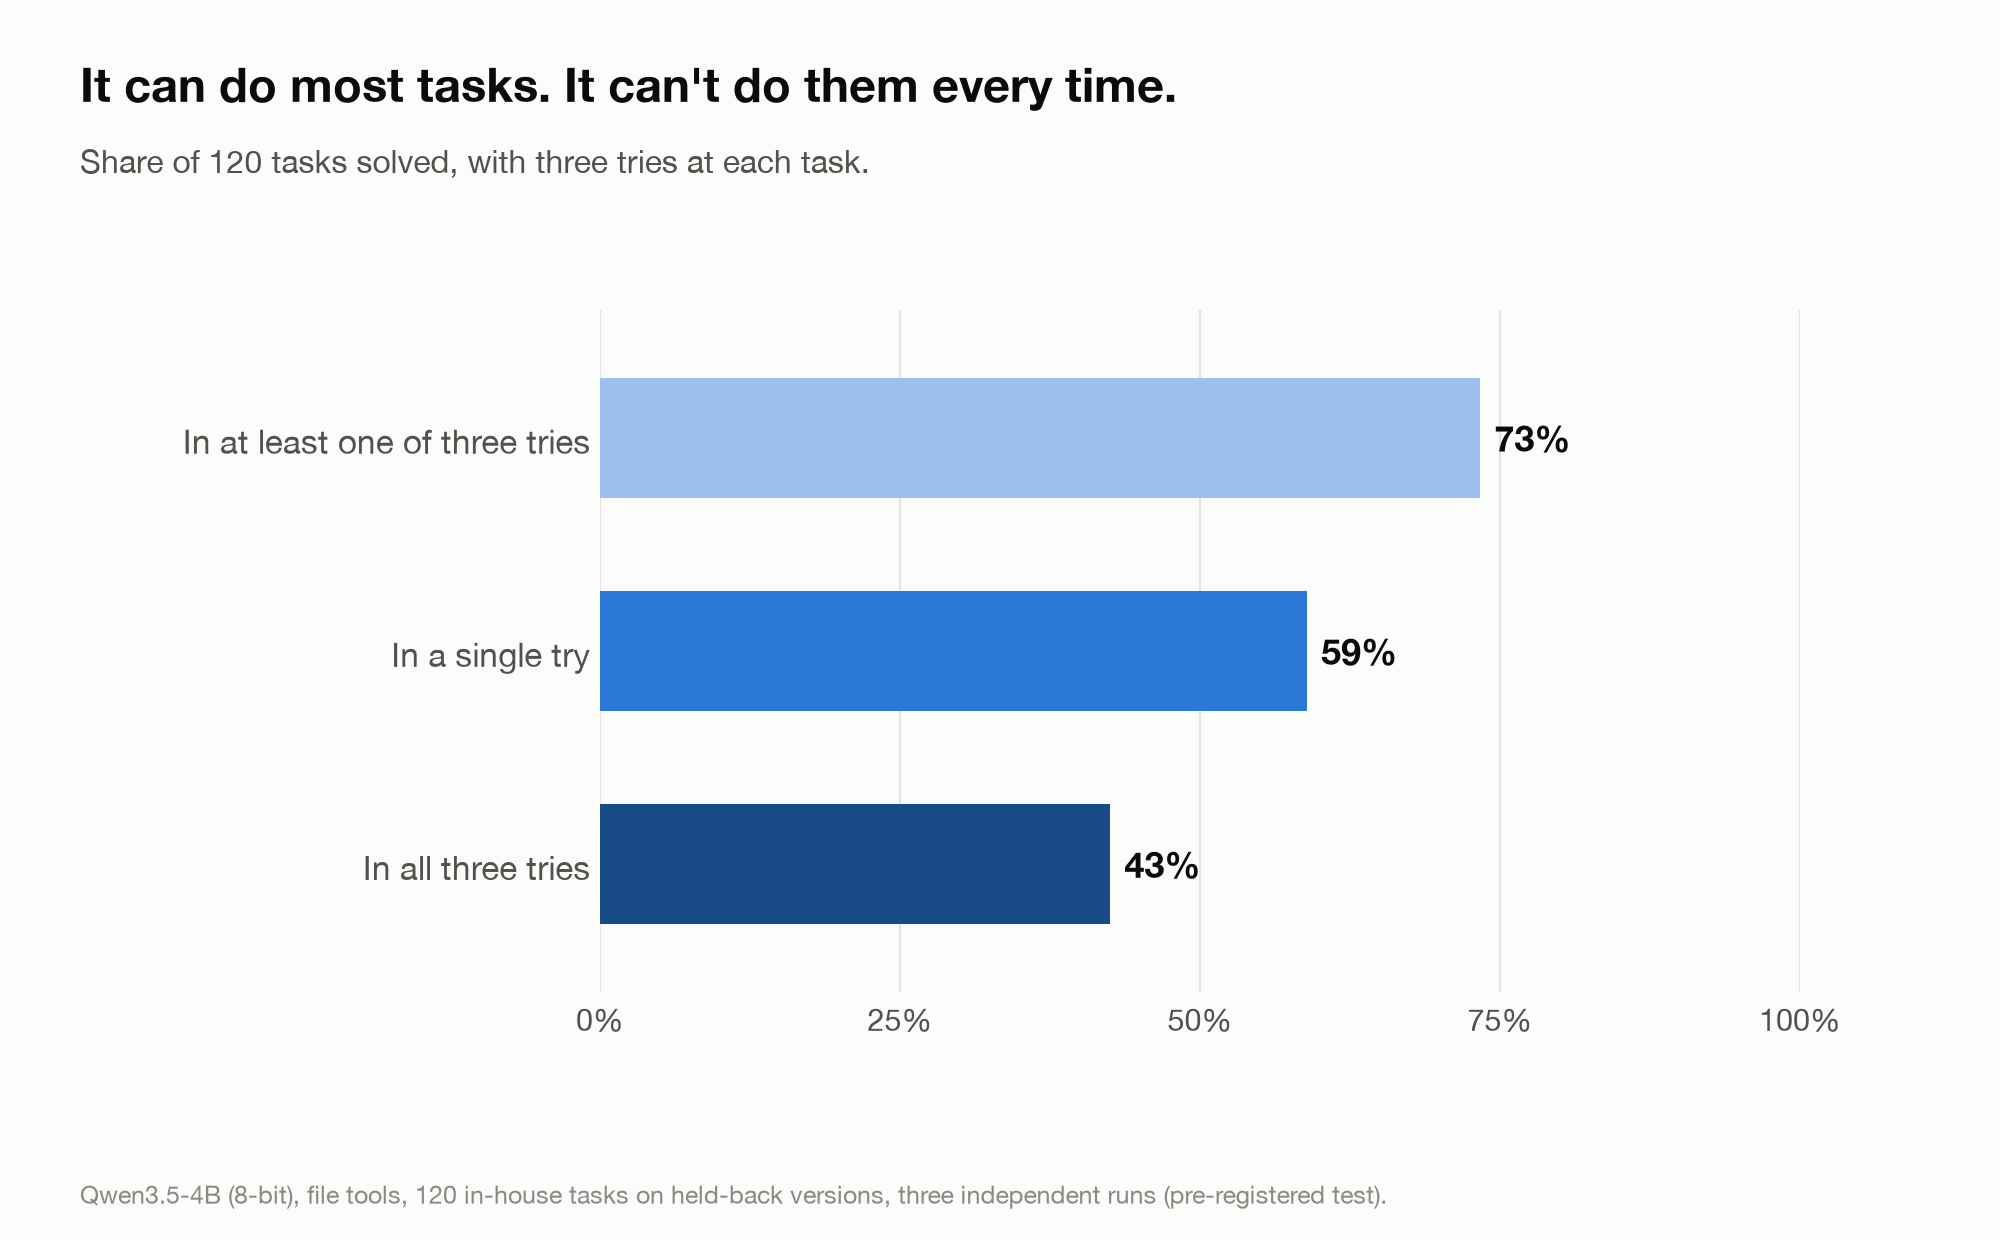 It can do most tasks. It can't do them every time.
Share of 120 tasks solved, with three tries at each task.
In at least one of three tries
73%
In a single try
59%
In all three tries
43%
0%
25%
50%
75%
100%
Qwen3.5-4B (8-bit), file tools, 120 in-house tasks on held-back versions, three independent runs (pre-registered test).